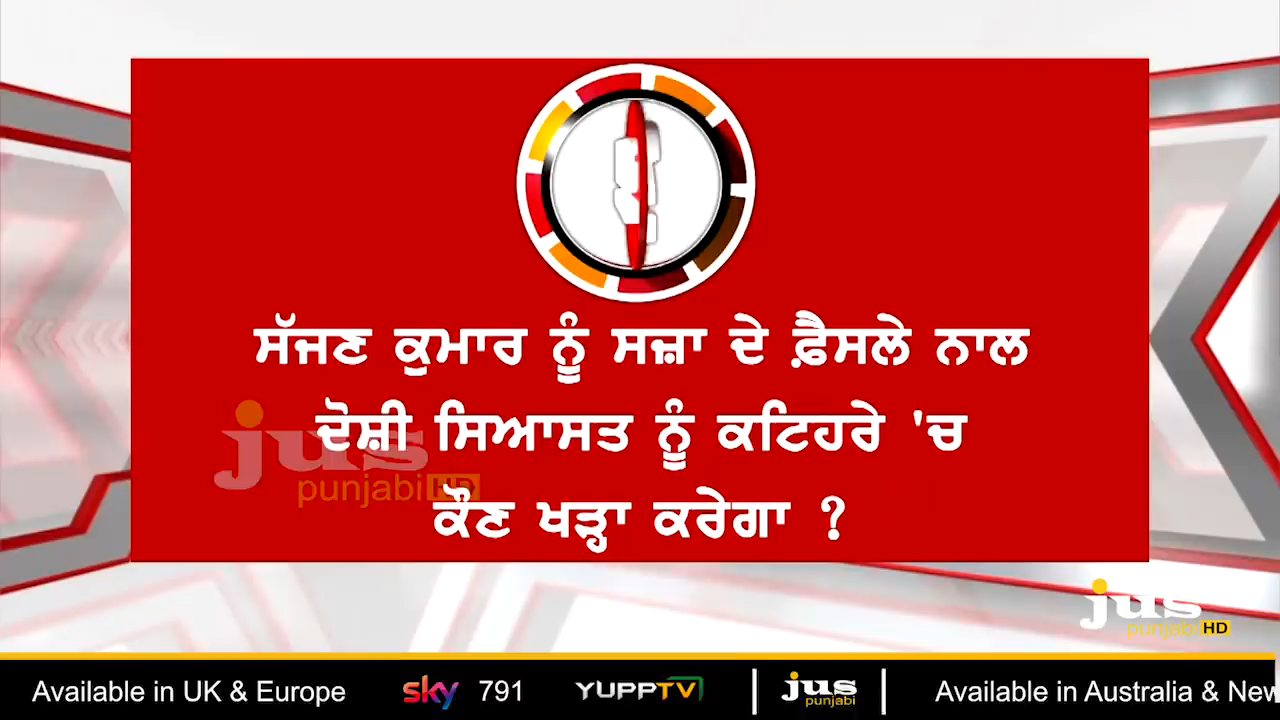 ਸੱਜਣ ਕੁਮਾਰ ਨੂੰ ਸਜ਼ਾ ਦੇ ਫ਼ੈਸਲੇ ਨਾਲ
ਦੋਸ਼ੀ ਸਿਆਸਤ ਨੂੰ ਕਟਿਹਰੇ 'ਚ
ਕੌਣ ਖੜ੍ਹਾ ਕਰੇਗਾ ?
jus
punjabi HD
jus
punjabi HD
Available in UK & Europe sky 791 YUPPTV jus punjabi Available in Australia & New